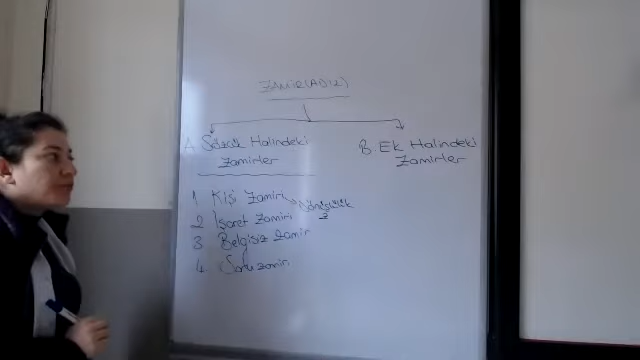 ZAMİR(ADIL)
A. Sözcük Halindeki
Zamirler
B. Ek Halindeki
Zamirler
1 Kişi Zamiri → Dönüşlülük
2
2 İşaret Zamiri
3 Belgisiz Zamir
4. Soru zamiri